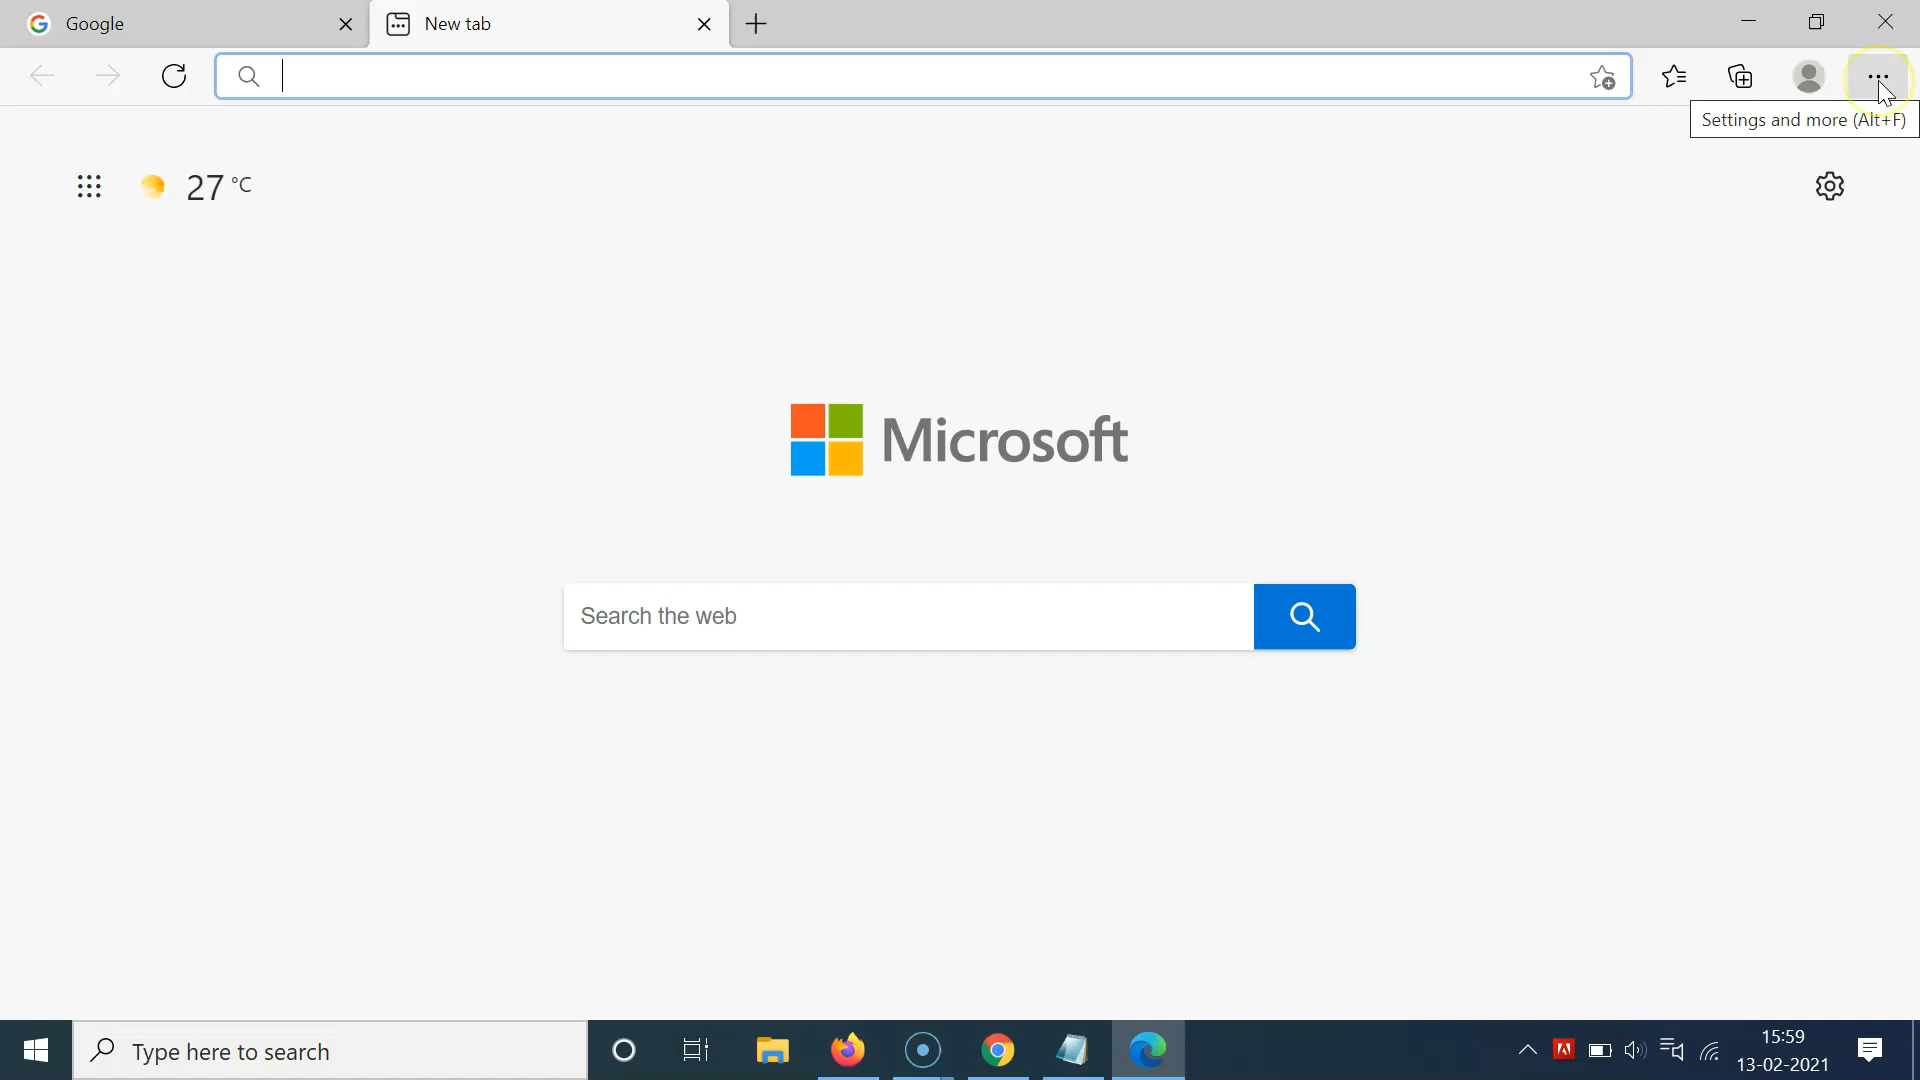 Google
New tab
Settings and more (Alt+F)
27 °C
Microsoft
Search the web
Type here to search
15:59
13-02-2021